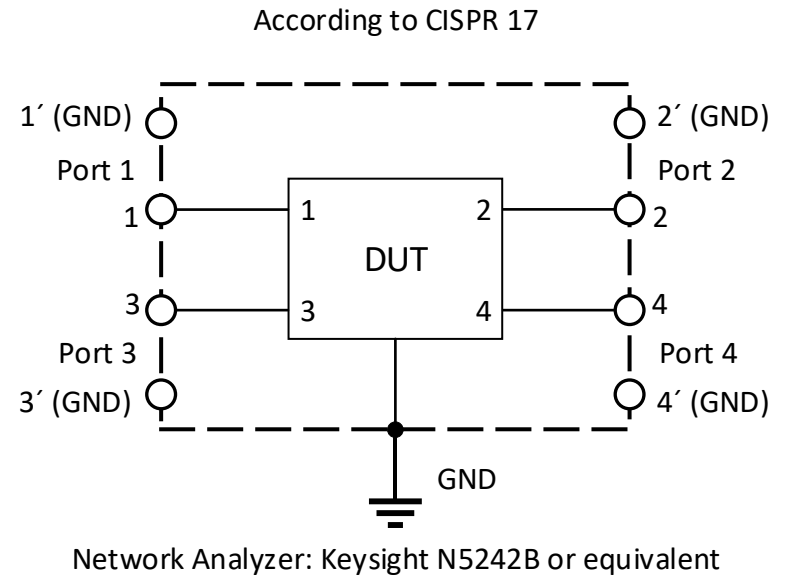 According to CISPR 17
1´ (GND)
2´ (GND)
Port 1
Port 2
1
1
2
2
DUT
3
3
4
4
Port 3
Port 4
3´ (GND)
4´ (GND)
GND
Network Analyzer: Keysight N5242B or equivalent